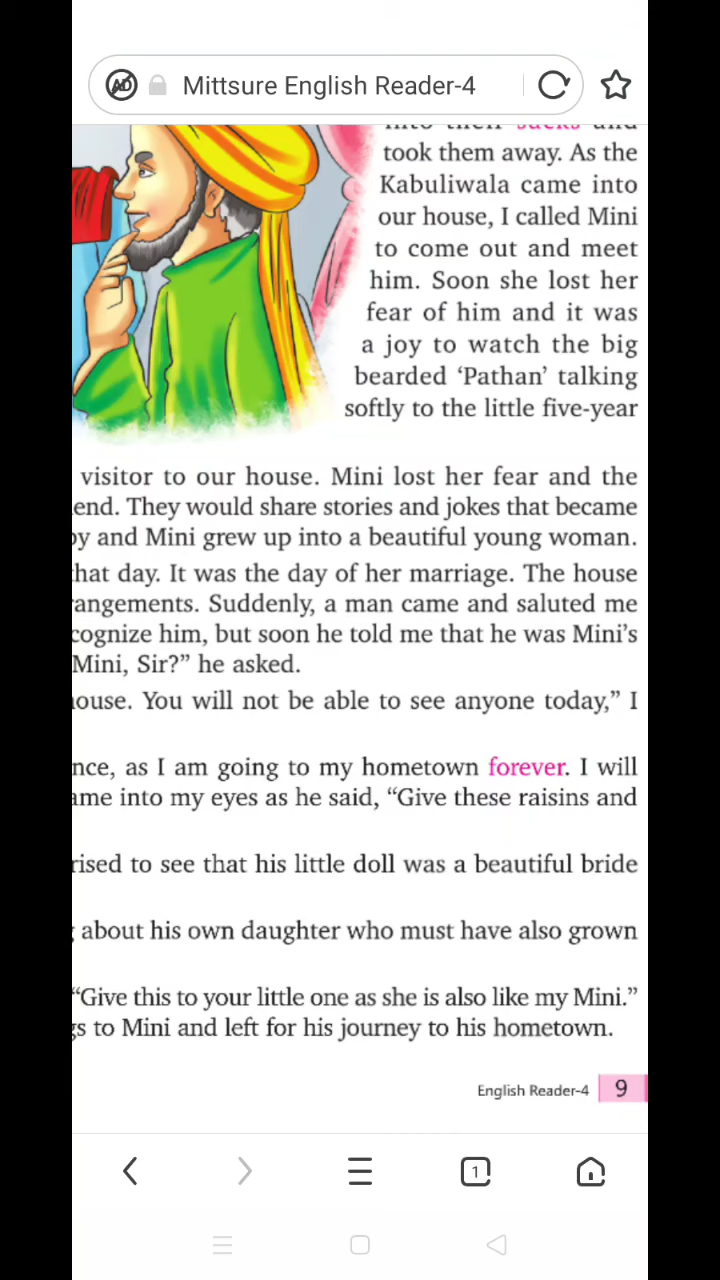 Mittsure English Reader-4
into their sacks and
took them away. As the
Kabuliwala came into
our house, I called Mini
to come out and meet
him. Soon she lost her
fear of him and it was
a joy to watch the big
bearded ‘Pathan’ talking
softly to the little five-year
visitor to our house. Mini lost her fear and the
end. They would share stories and jokes that became
by and Mini grew up into a beautiful young woman.
that day. It was the day of her marriage. The house
rangements. Suddenly, a man came and saluted me
cognize him, but soon he told me that he was Mini’s
Mini, Sir?” he asked.
ouse. You will not be able to see anyone today,” I
nce, as I am going to my hometown forever. I will
ame into my eyes as he said, “Give these raisins and
rised to see that his little doll was a beautiful bride
about his own daughter who must have also grown
“Give this to your little one as she is also like my Mini.”
gs to Mini and left for his journey to his hometown.
English Reader-4 9
1